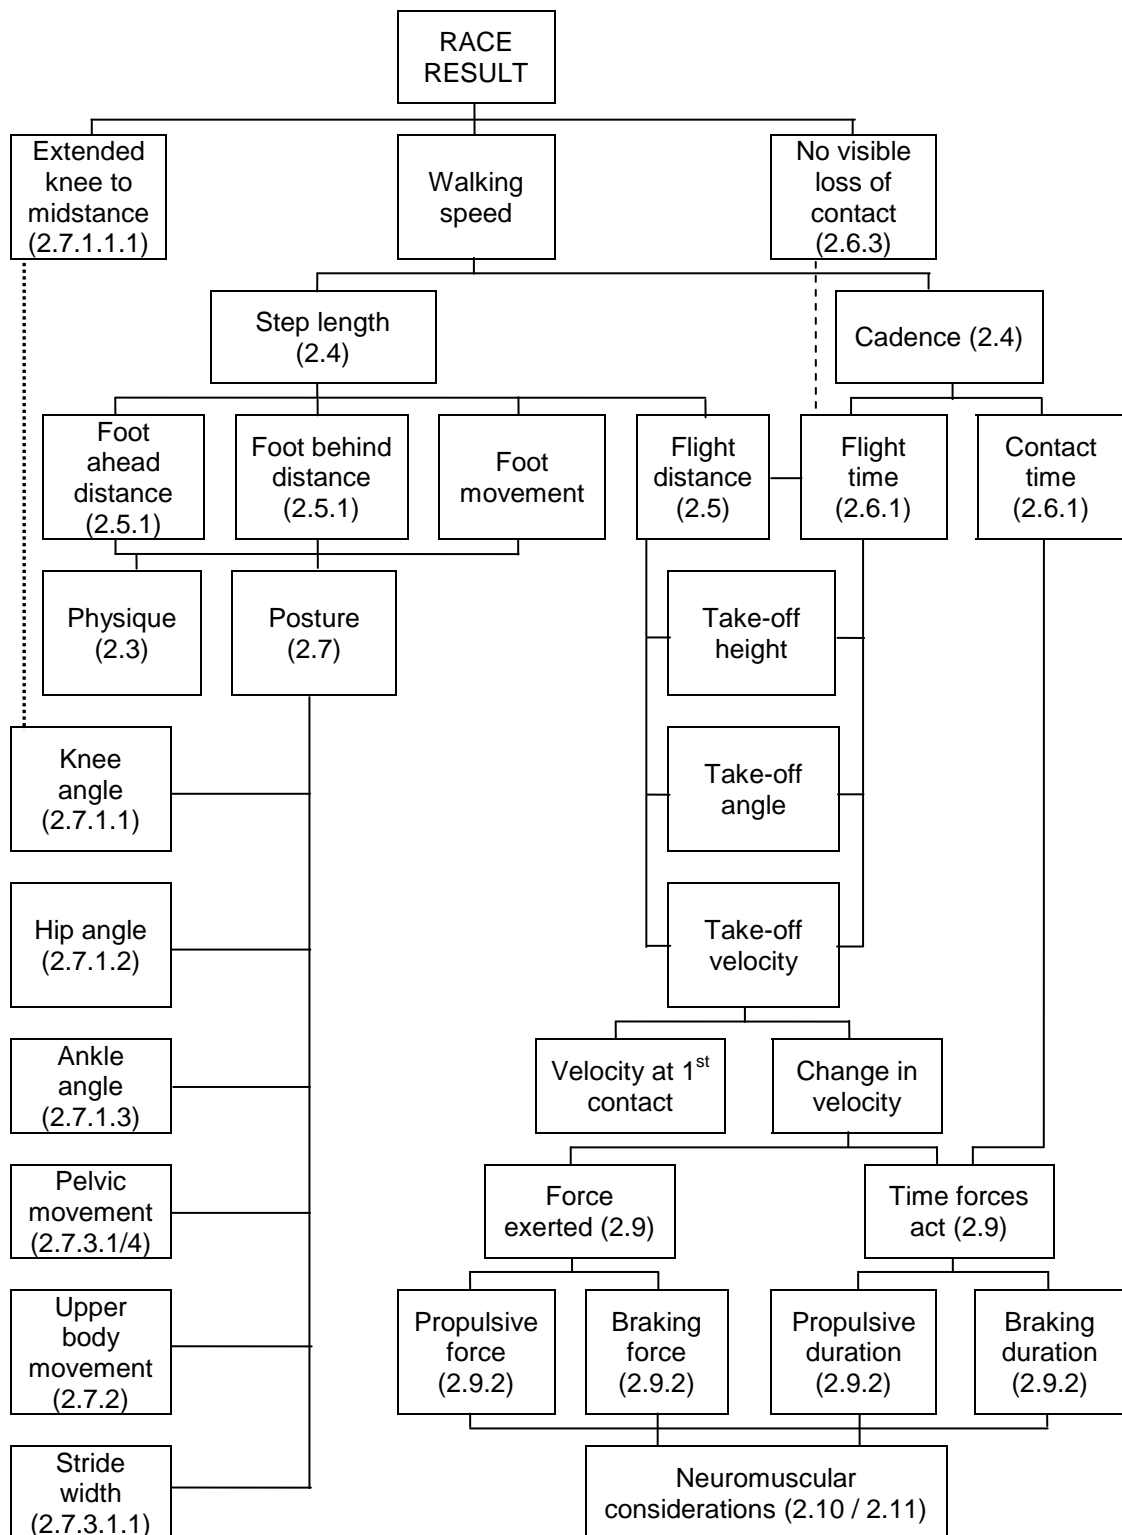 RACE
RESULT
Extended
knee to
midstance
(2.7.1.1.1)
Walking
speed
No visible
loss of
contact
(2.6.3)
Step length
(2.4)
Cadence (2.4)
Foot
ahead
distance
(2.5.1)
Foot behind
distance
(2.5.1)
Foot
movement
Flight
distance
(2.5)
Flight
time
(2.6.1)
Contact
time
(2.6.1)
Physique
(2.3)
Posture
(2.7)
Take-off
height
Knee
angle
(2.7.1.1)
Take-off
angle
Hip angle
(2.7.1.2)
Take-off
velocity
Ankle
angle
(2.7.1.3)
Velocity at 1st
contact
Change in
velocity
Pelvic
movement
(2.7.3.1/4)
Force
exerted (2.9)
Time forces
act (2.9)
Upper
body
movement
(2.7.2)
Propulsive
force
(2.9.2)
Braking
force
(2.9.2)
Propulsive
duration
(2.9.2)
Braking
duration
(2.9.2)
Stride
width
(2.7.3.1.1)
Neuromuscular
considerations (2.10 / 2.11)